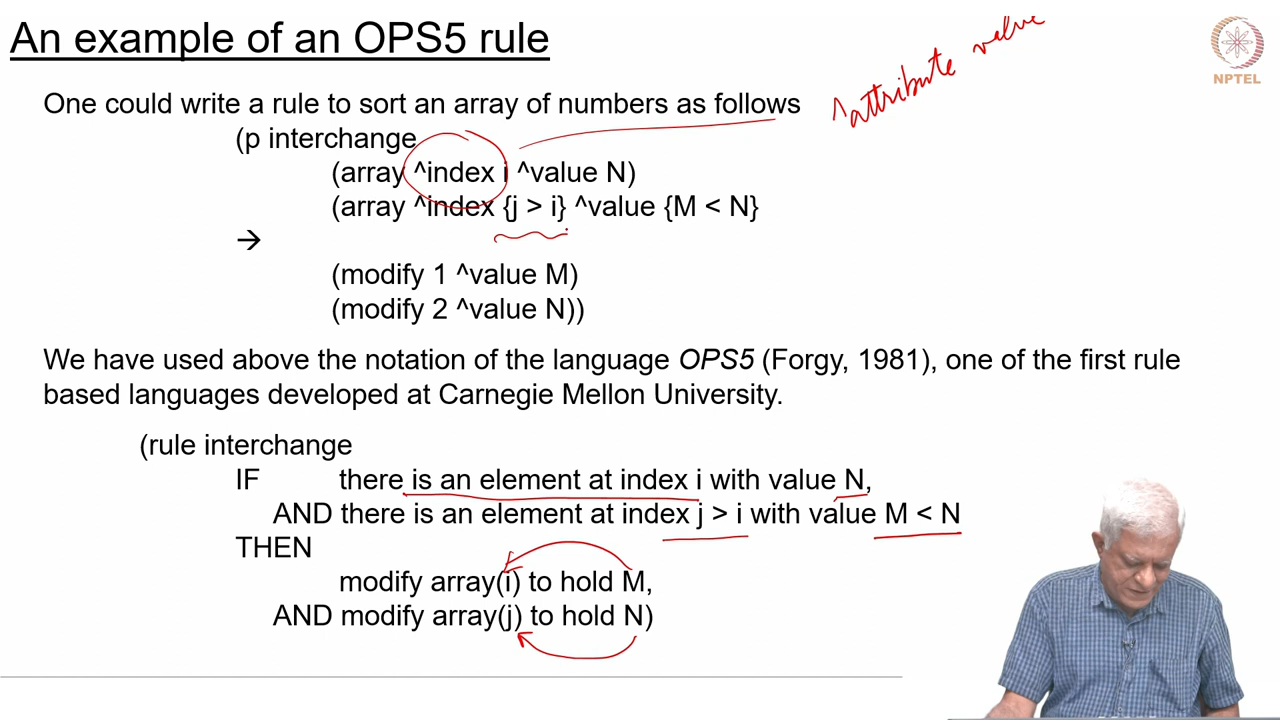 An example of an OPS5 rule
^attribute value
NPTEL
One could write a rule to sort an array of numbers as follows
(p interchange
(array ^index i ^value N)
(array ^index {j > i} ^value {M < N}
→
(modify 1 ^value M)
(modify 2 ^value N))
We have used above the notation of the language OPS5 (Forgy, 1981), one of the first rule
based languages developed at Carnegie Mellon University.
(rule interchange
IF there is an element at index i with value N,
AND there is an element at index j > i with value M < N
THEN
modify array(i) to hold M,
AND modify array(j) to hold N)